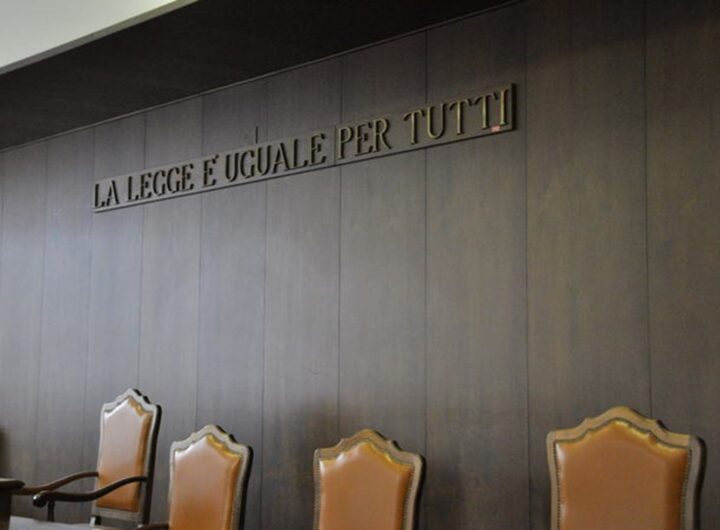 LA LEGGE E' UGUALE PER TUTTI